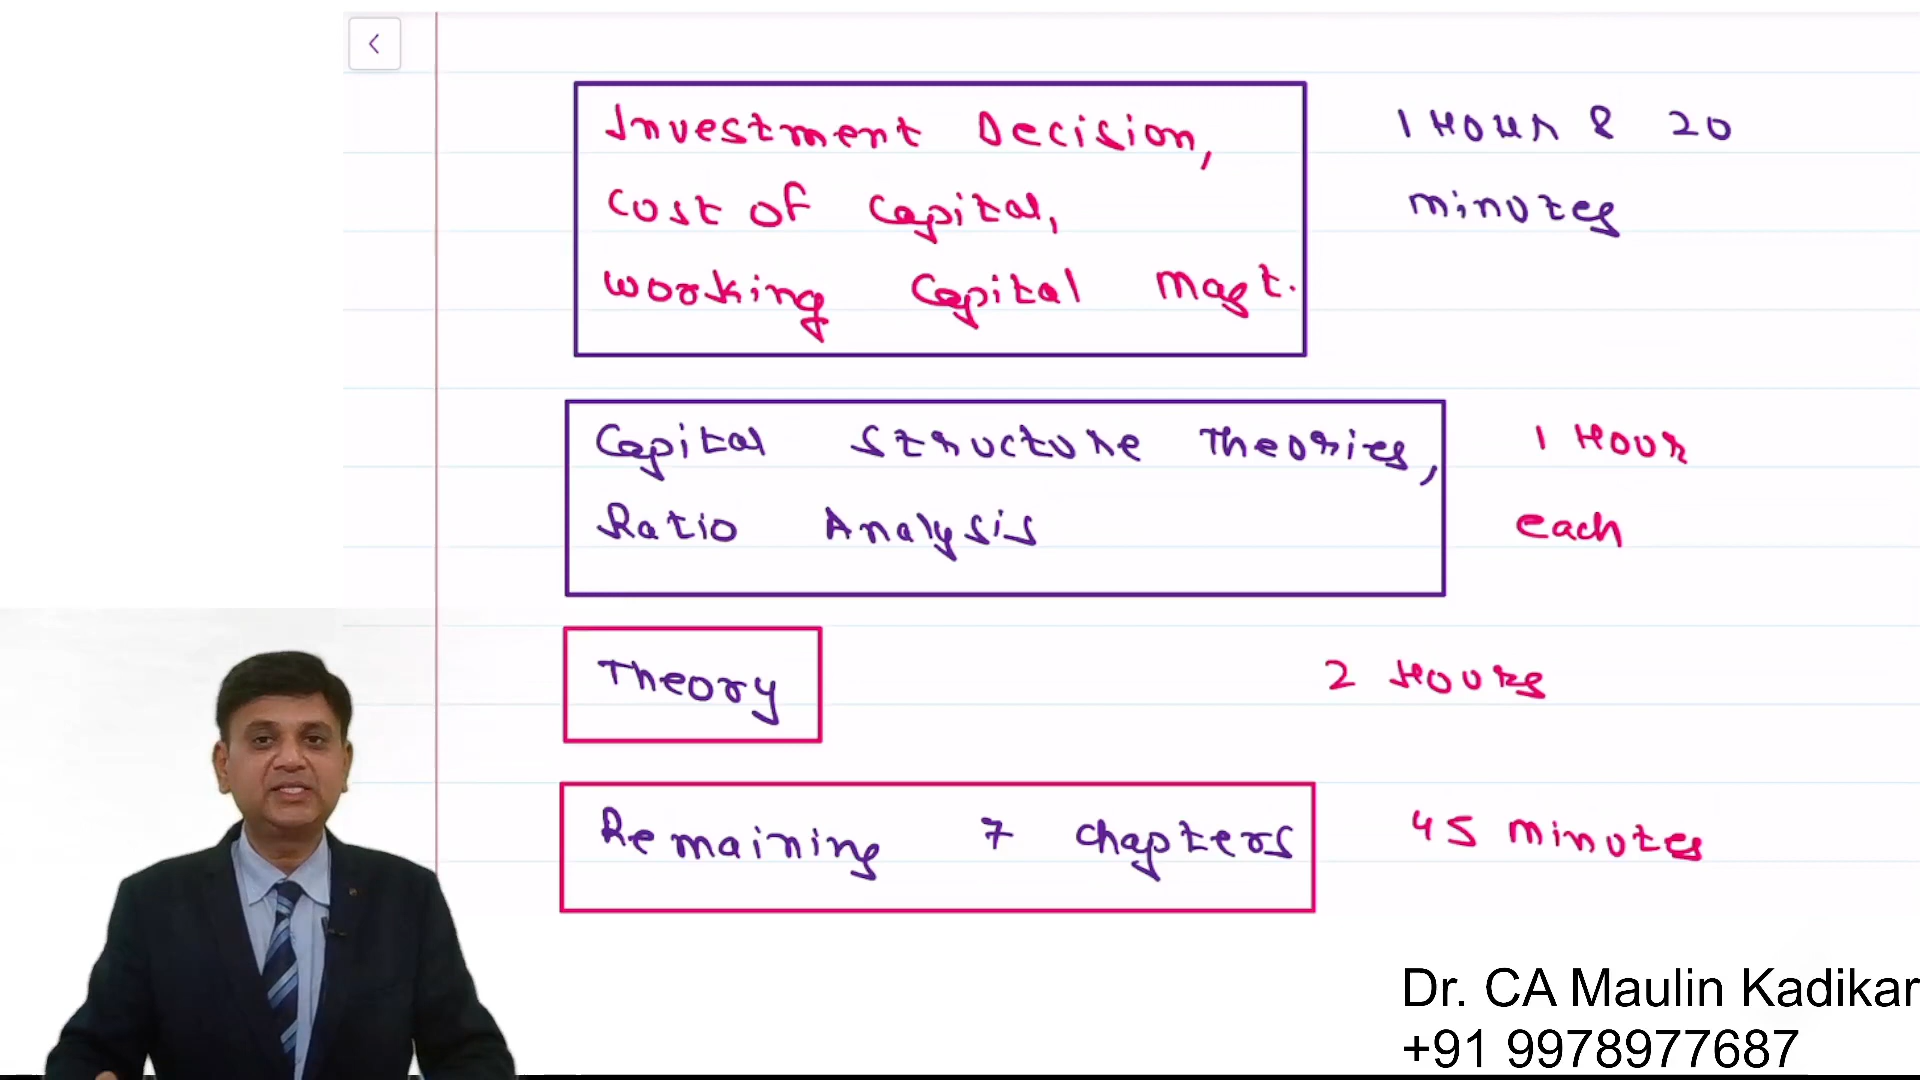 Investment Decision,
Cost of Capital,
Working Capital Magt.
1 Hour & 20
minutes
Capital Structure Theories,
Ratio Analysis
1 Hour
each
Theory
2 Hours
Remaining 7 chapters
45 minutes
Dr. CA Maulin Kadikar
+91 9978977687